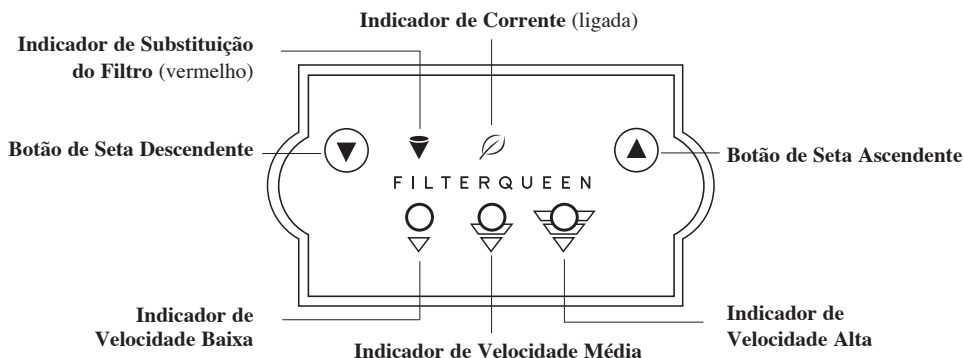 Indicador de Corrente (ligada)
Indicador de Substituição
do Filtro (vermelho)
Botão de Seta Descendente
Botão de Seta Ascendente
FILTERQUEEN
Indicador de
Velocidade Baixa
Indicador de Velocidade Média
Indicador de
Velocidade Alta